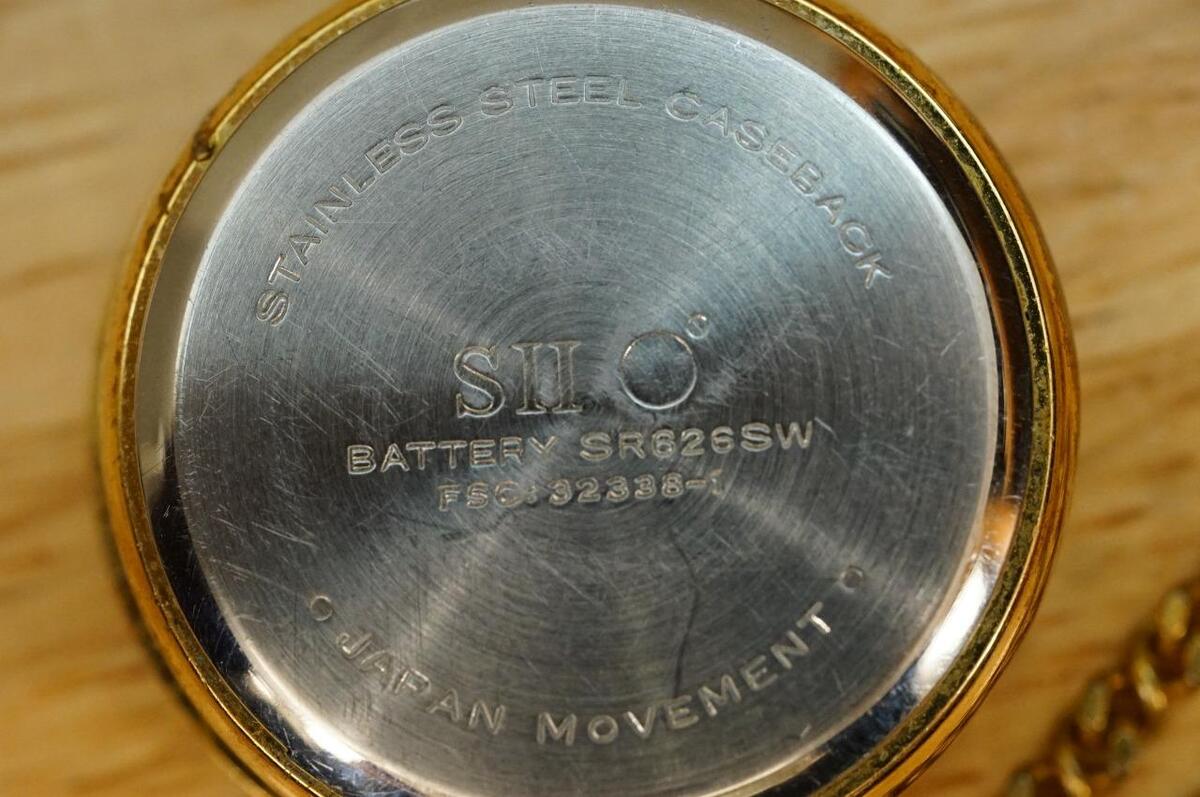 STAINLESS STEEL CASEBACK
SII
BATTERY SR626SW
FSC:32338-1
JAPAN MOVEMENT